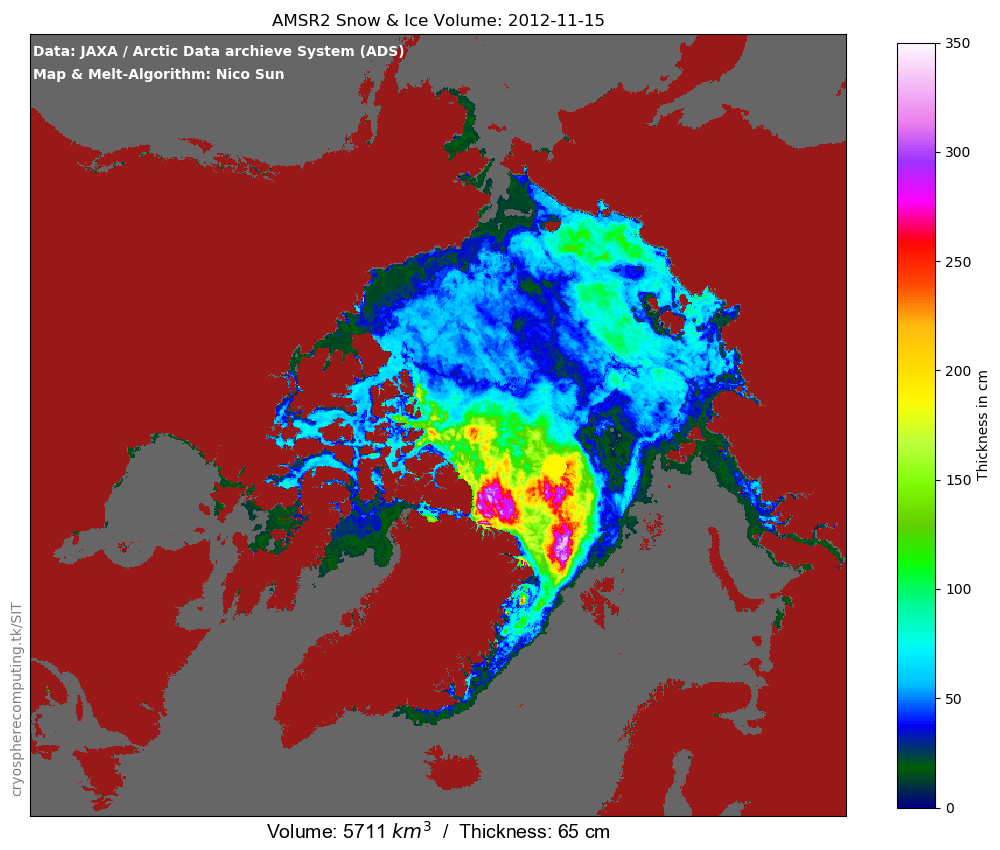 AMSR2 Snow & Ice Volume: 2012-11-15
Data: JAXA / Arctic Data archieve System (ADS)
Map & Melt-Algorithm: Nico Sun
350
300
250
200
150
100
50
0
Thickness in cm
cryospherecomputing.tk/SIT
Volume: 5711 km³ / Thickness: 65 cm